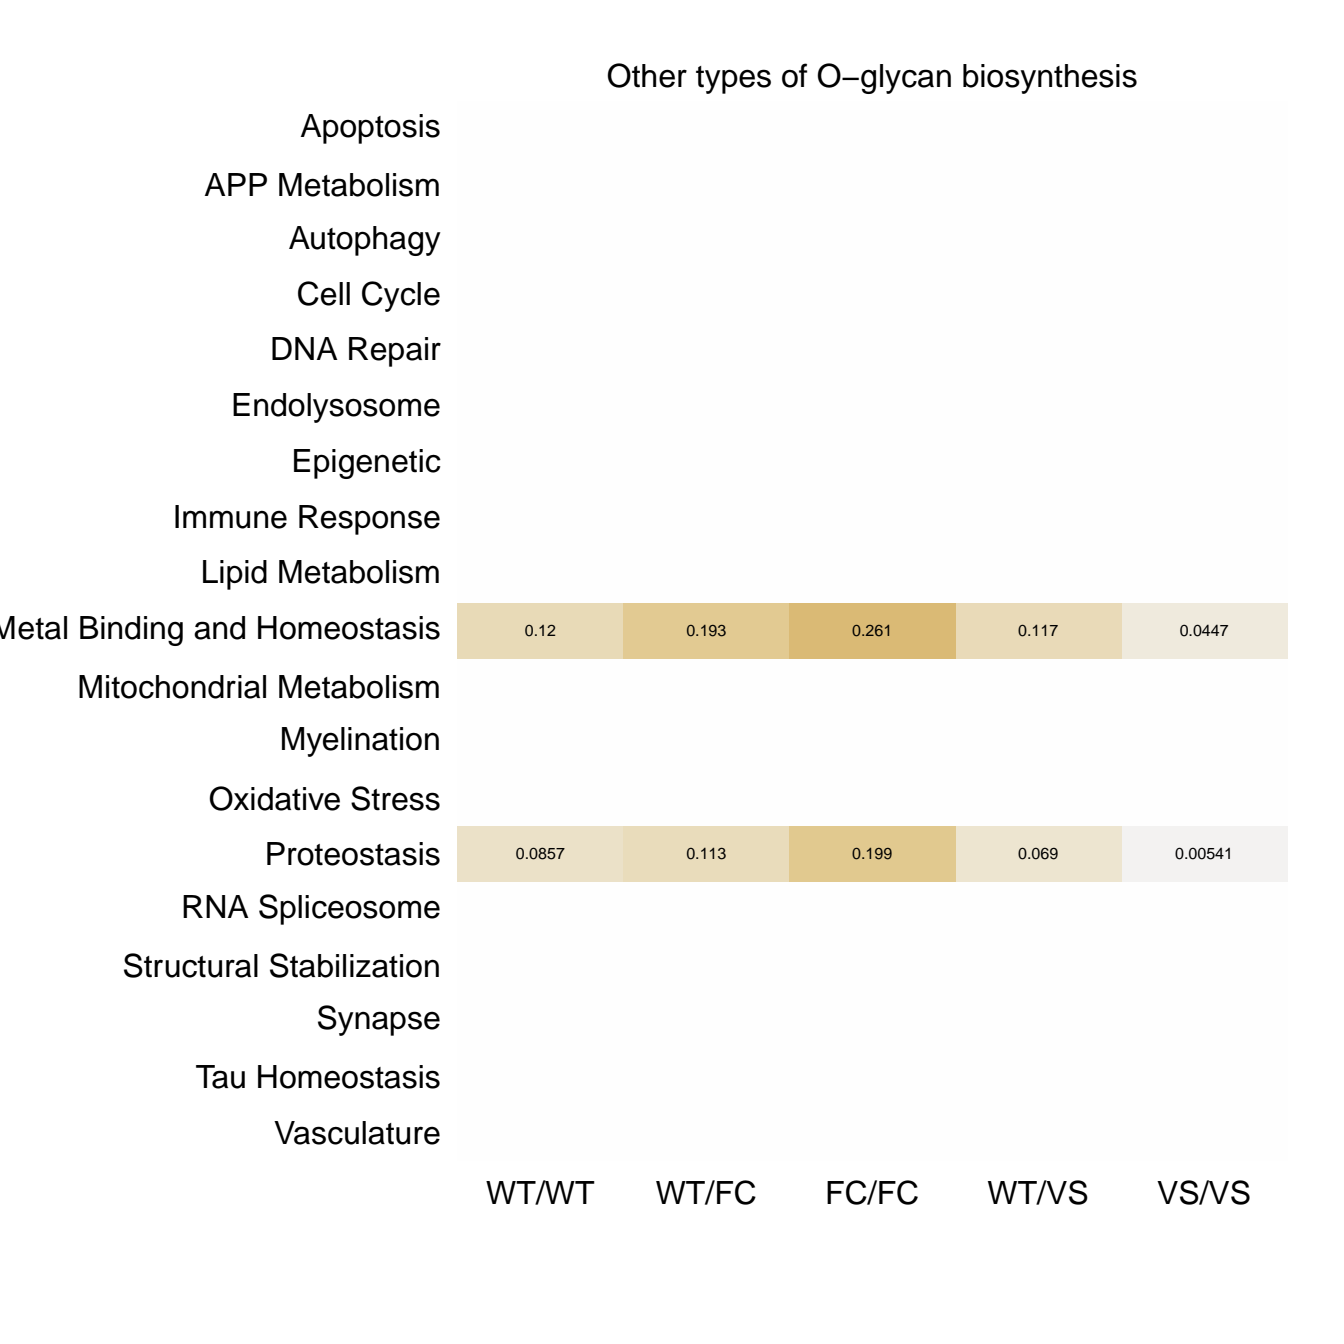 Other types of O−glycan biosynthesis
Apoptosis
APP Metabolism
Autophagy
Cell Cycle
DNA Repair
Endolysosome
Epigenetic
Immune Response
Lipid Metabolism
Metal Binding and Homeostasis 0.12 0.193 0.261 0.117 0.0447
Mitochondrial Metabolism
Myelination
Oxidative Stress
Proteostasis 0.0857 0.113 0.199 0.069 0.00541
RNA Spliceosome
Structural Stabilization
Synapse
Tau Homeostasis
Vasculature
WT/WT WT/FC FC/FC WT/VS VS/VS